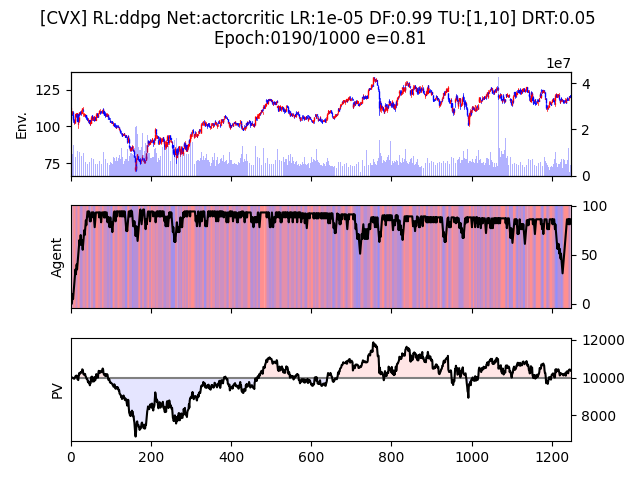 [CVX] RL:ddpg Net:actorcritic LR:1e-05 DF:0.99 TU:[1,10] DRT:0.05
Epoch:0190/1000 e=0.81
1e7
Env.
125
100
75
4
2
0
Agent
100
50
0
PV
12000
10000
8000
0 200 400 600 800 1000 1200